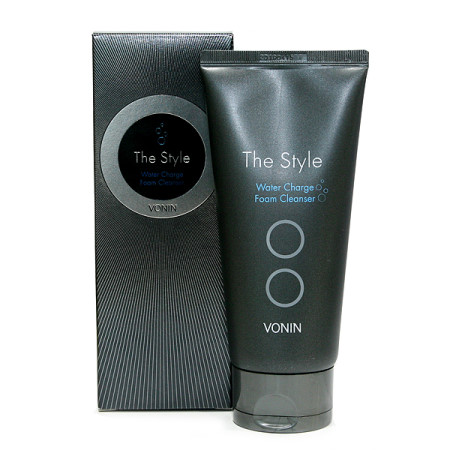 The Style
Water Charge
Foam Cleanser
VONIN
The Style
Water Charge
Foam Cleanser
VONIN